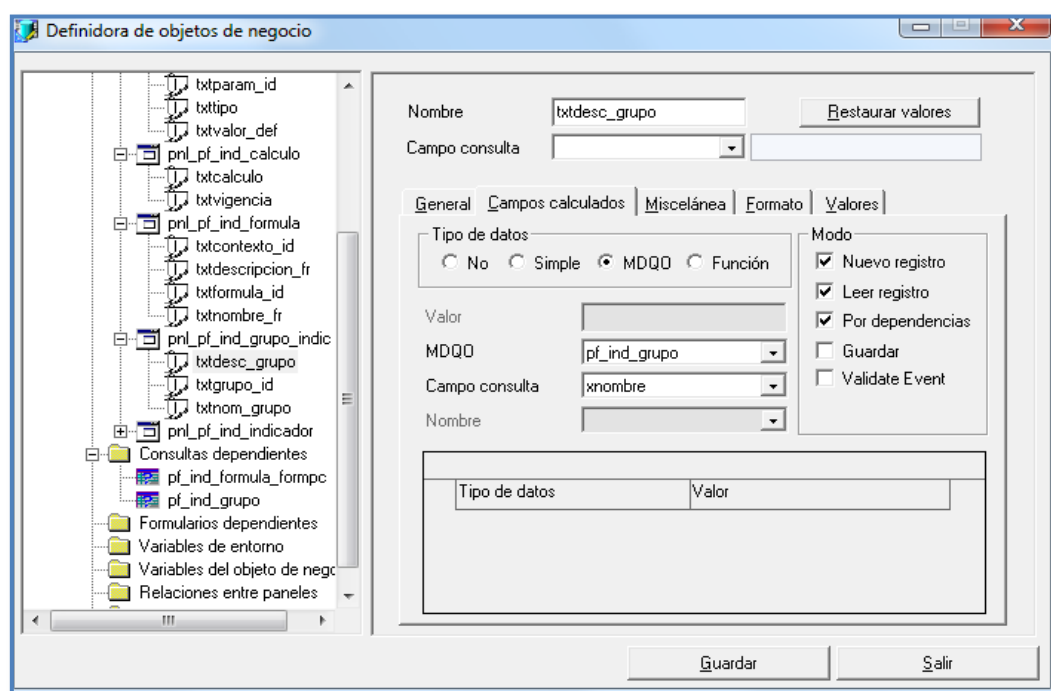 Definidora de objetos de negocio
txtparam_id
txttipo
txtvalor_def
pnl_pf_ind_calculo
txtcalculo
txtvigencia
pnl_pf_ind_formula
txtcontexto_id
txtdescripcion_fr
txtformula_id
txtnombre_fr
pnl_pf_ind_grupo_indic
txtdesc_grupo
txtgrupo_id
txtnom_grupo
pnl_pf_ind_indicador
Consultas dependientes
pf_ind_formula_formpc
pf_ind_grupo
Formularios dependientes
Variables de entorno
Variables del objeto de nego
Relaciones entre paneles
Nombre txtdesc_grupo Restaurar valores
Campo consulta
General Campos calculados Miscelánea Formato Valores
Tipo de datos
No Simple MDQO Función
Valor
MDQO pf_ind_grupo
Campo consulta xnombre
Nombre
Modo
Nuevo registro
Leer registro
Por dependencias
Guardar
Validate Event
Tipo de datos Valor
Guardar Salir